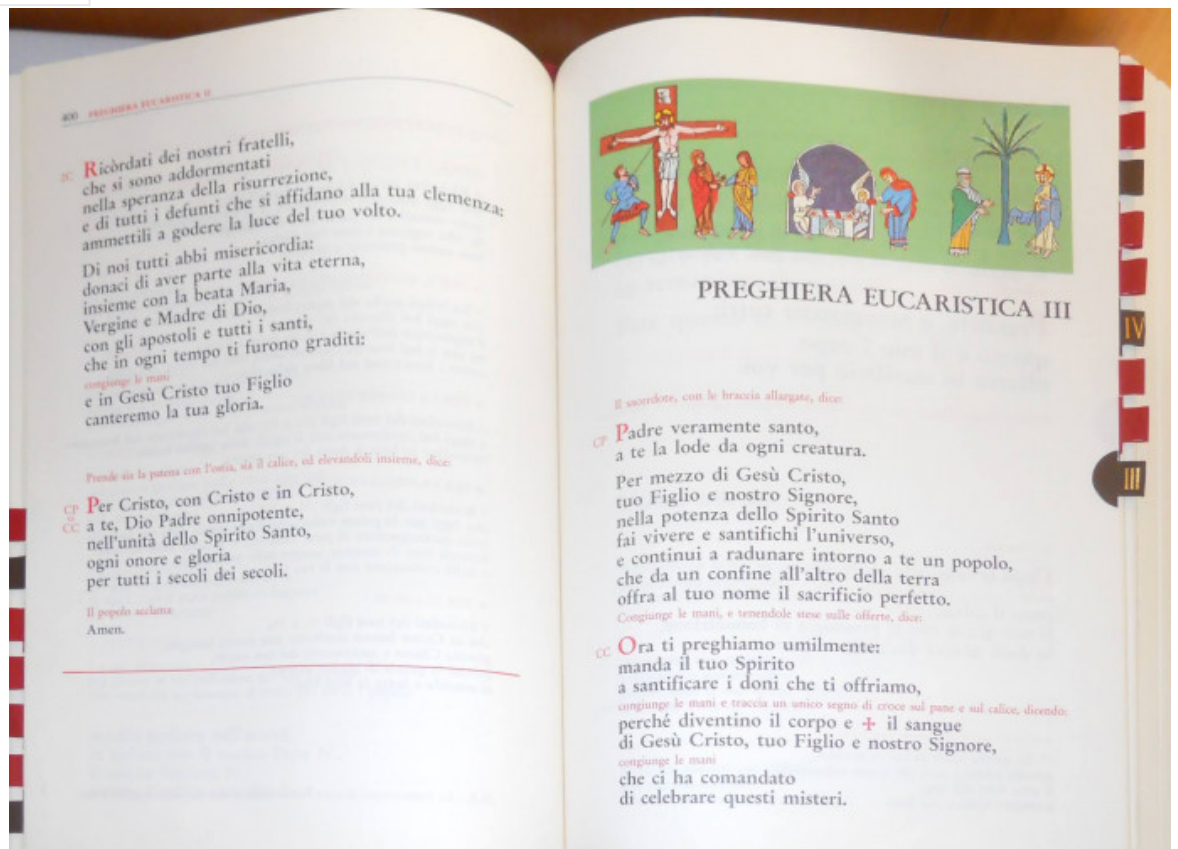 400 PREGHIERA EUCARISTICA II
2C Ricòrdati dei nostri fratelli,
che si sono addormentati
nella speranza della risurrezione,
e di tutti i defunti che si affidano alla tua clemenza:
ammettili a godere la luce del tuo volto.
Di noi tutti abbi misericordia:
donaci di aver parte alla vita eterna,
insieme con la beata Maria,
Vergine e Madre di Dio,
con gli apostoli e tutti i santi,
che in ogni tempo ti furono graditi:
congiunge le mani
e in Gesù Cristo tuo Figlio
canteremo la tua gloria.
Prende sia la patena con l'ostia, sia il calice, ed elevandoli insieme, dice:
CP Per Cristo, con Cristo e in Cristo,
o
CC a te, Dio Padre onnipotente,
nell'unità dello Spirito Santo,
ogni onore e gloria
per tutti i secoli dei secoli.
Il popolo acclama:
Amen.
PREGHIERA EUCARISTICA III
Il sacerdote, con le braccia allargate, dice:
CP Padre veramente santo,
a te la lode da ogni creatura.
Per mezzo di Gesù Cristo,
tuo Figlio e nostro Signore,
nella potenza dello Spirito Santo
fai vivere e santifichi l'universo,
e continui a radunare intorno a te un popolo,
che da un confine all'altro della terra
offra al tuo nome il sacrificio perfetto.
Congiunge le mani, e tenendole stese sulle offerte, dice:
CC Ora ti preghiamo umilmente:
manda il tuo Spirito
a santificare i doni che ti offriamo,
congiunge le mani e traccia un unico segno di croce sul pane e sul calice, dicendo:
perché diventino il corpo e ✠ il sangue
di Gesù Cristo, tuo Figlio e nostro Signore,
congiunge le mani
che ci ha comandato
di celebrare questi misteri.
IV
III